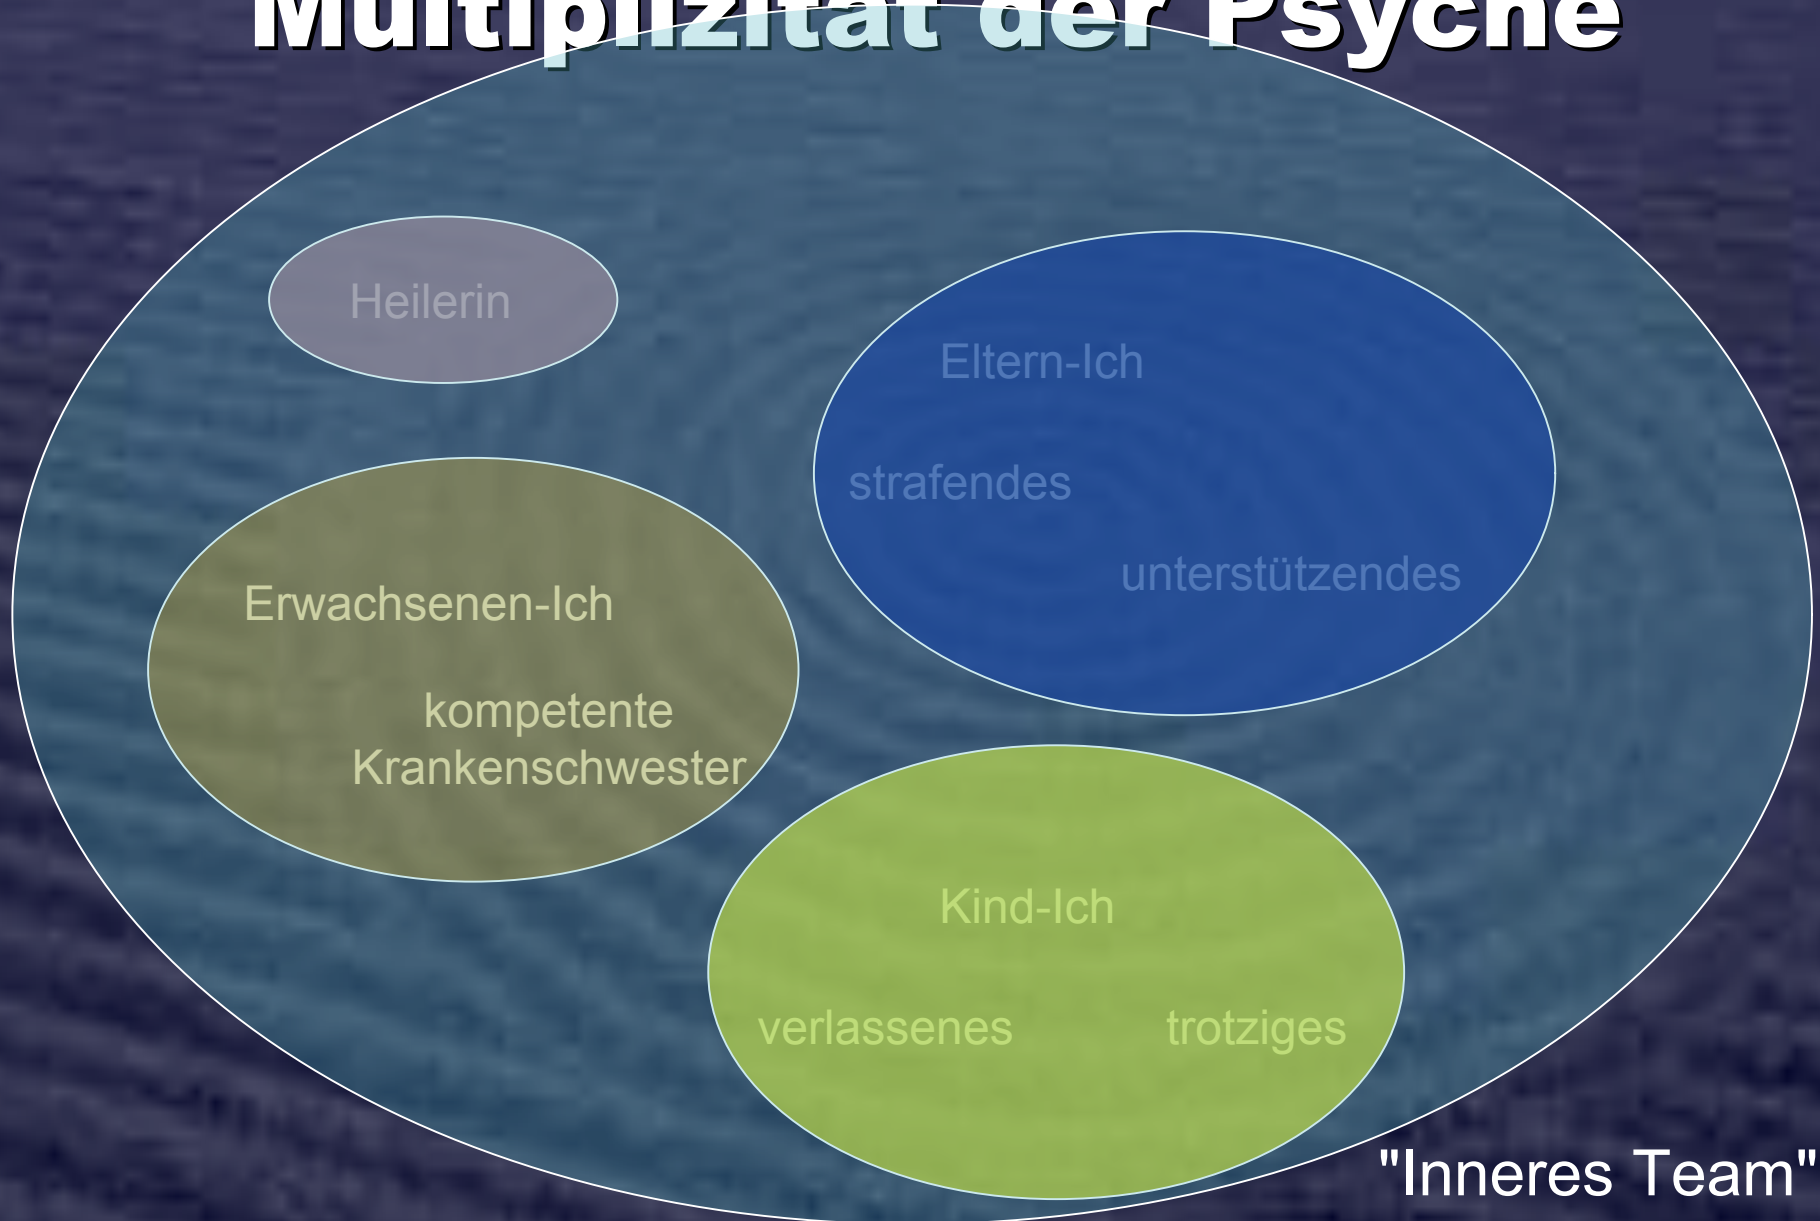 Multiplizität der Psyche
Heilerin
Eltern-Ich
strafendes
unterstützendes
Erwachsenen-Ich
kompetente
Krankenschwester
Kind-Ich
verlassenes trotziges
"Inneres Team"